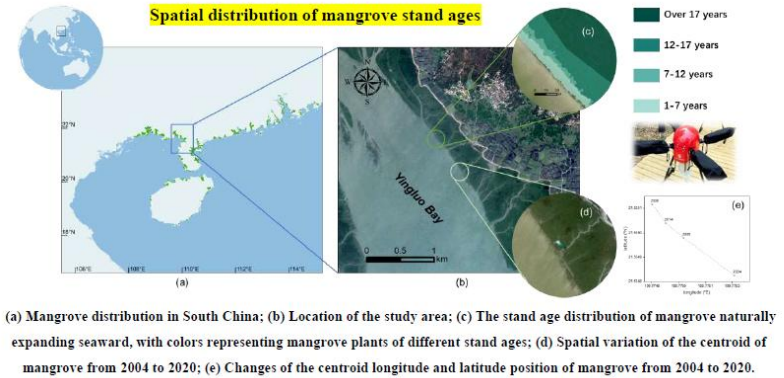 Spatial distribution of mangrove stand ages
Over 17 years
12-17 years
7-12 years
1-7 years
(c)
22°N
20°N
18°N
106°E
108°E
110°E
114°E
(a)
Yingluo Bay
0 0.5 1
km
(b)
(d)
(e)
longitude (°E)
(a) Mangrove distribution in South China; (b) Location of the study area; (c) The stand age distribution of mangrove naturally
expanding seaward, with colors representing mangrove plants of different stand ages; (d) Spatial variation of the centroid of
mangrove from 2004 to 2020; (e) Changes of the centroid longitude and latitude position of mangrove from 2004 to 2020.